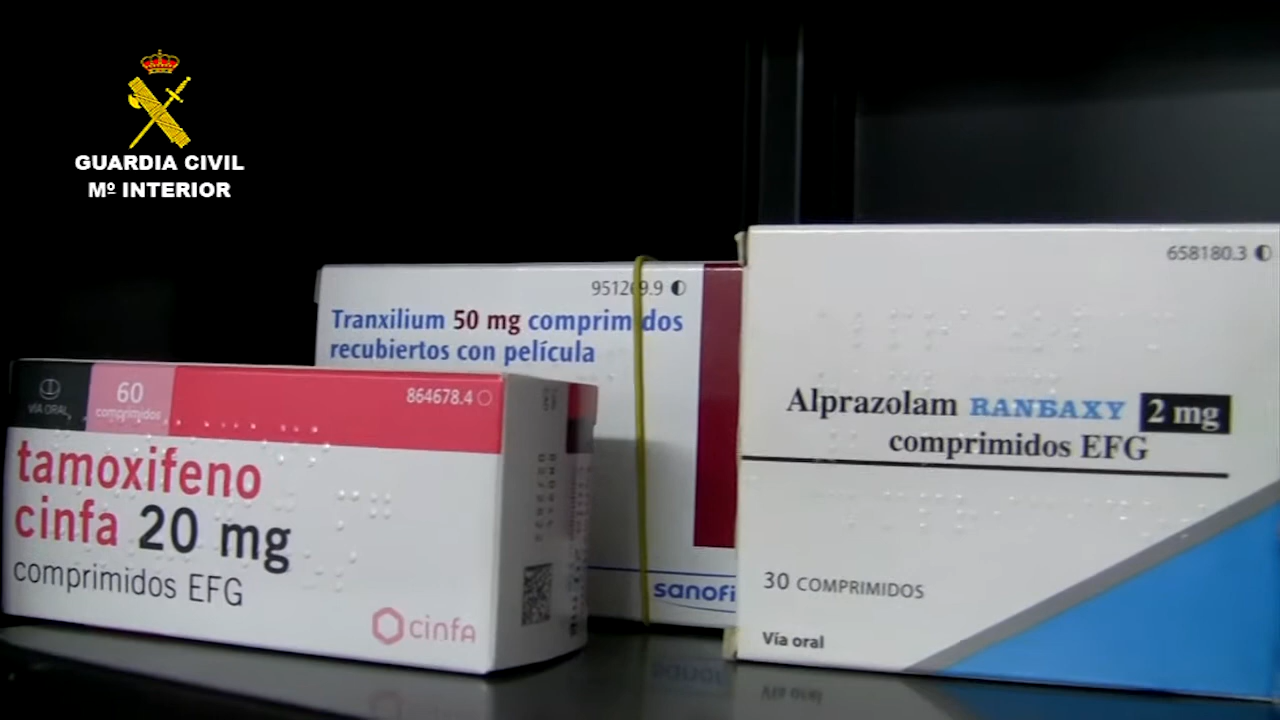 GUARDIA CIVIL
Mº INTERIOR
951269.9
Tranxilium 50 mg comprimidos
recubiertos con película
sanofi
658180.3
Alprazolam RANBAXY 2 mg
comprimidos EFG
30 COMPRIMIDOS
Vía oral
VÍA ORAL
60
comprimidos
864678.4
tamoxifeno
cinfa 20 mg
comprimidos EFG
cinfa